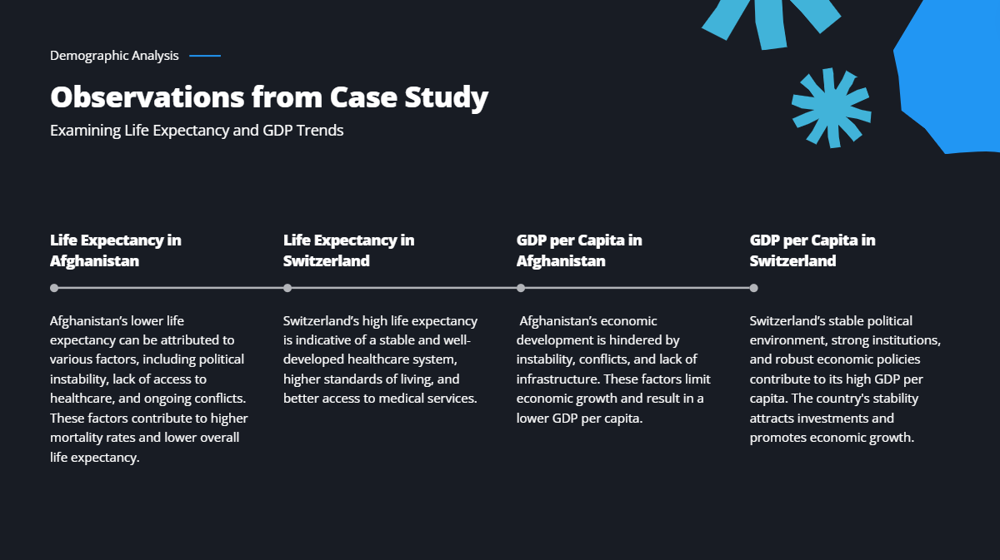 Demographic Analysis
Observations from Case Study
Examining Life Expectancy and GDP Trends
Life Expectancy in
Afghanistan
Afghanistan’s lower life
expectancy can be attributed to
various factors, including political
instability, lack of access to
healthcare, and ongoing conflicts.
These factors contribute to higher
mortality rates and lower overall
life expectancy.
Life Expectancy in
Switzerland
Switzerland’s high life expectancy
is indicative of a stable and well-
developed healthcare system,
higher standards of living, and
better access to medical services.
GDP per Capita in
Afghanistan
Afghanistan’s economic
development is hindered by
instability, conflicts, and lack of
infrastructure. These factors limit
economic growth and result in a
lower GDP per capita.
GDP per Capita in
Switzerland
Switzerland’s stable political
environment, strong institutions,
and robust economic policies
contribute to its high GDP per
capita. The country's stability
attracts investments and
promotes economic growth.